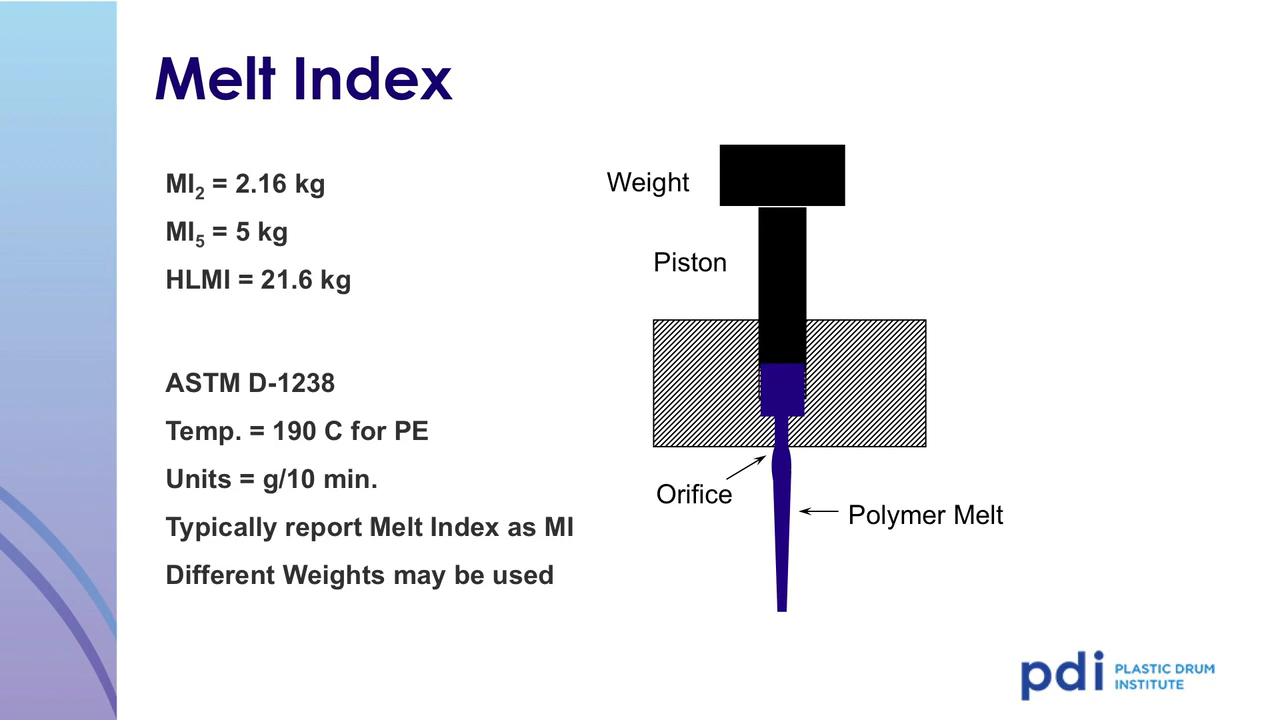 Melt Index
MI₂ = 2.16 kg
MI₅ = 5 kg
HLMI = 21.6 kg
ASTM D-1238
Temp. = 190 C for PE
Units = g/10 min.
Typically report Melt Index as MI
Different Weights may be used
Weight
Piston
Orifice
Polymer Melt
pdi PLASTIC DRUM
INSTITUTE